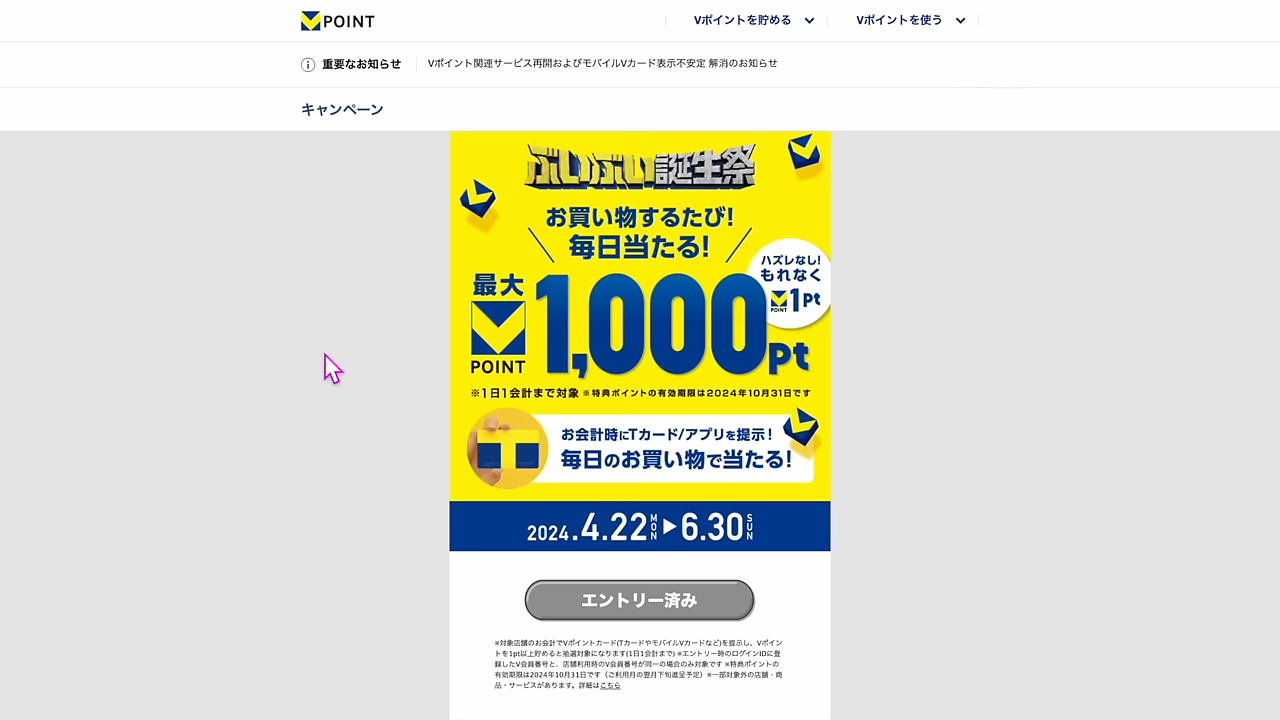 POINT
Vポイントを貯める
Vポイントを使う
重要なお知らせ
Vポイント関連サービス再開およびモバイルVカード表示不安定 解消のお知らせ
キャンペーン
ぶいぶい誕生祭
お買い物するたび!
毎日当たる!
ハズレなし!
もれなく
POINT 1Pt
最大
POINT
1,000Pt
※1日1会計まで対象 ※特典ポイントの有効期限は2024年10月31日です
お会計時にTカード/アプリを提示!
毎日のお買い物で当たる!
2024.4.22 MON ▶ 6.30 SUN
エントリー済み
※対象店舗のお会計でVポイントカード(TカードやモバイルVカードなど)を提示し、Vポイン
トを1pt以上貯めると抽選対象になります(1日1会計まで) ※エントリー時のログインIDに登
録したV会員番号と、店舗利用時のV会員番号が同一の場合のみ対象です ※特典ポイントの
有効期限は2024年10月31日です（ご利用月の翌月下旬進呈予定）※一部対象外の店舗・商
品・サービスがあります。詳細はこちら